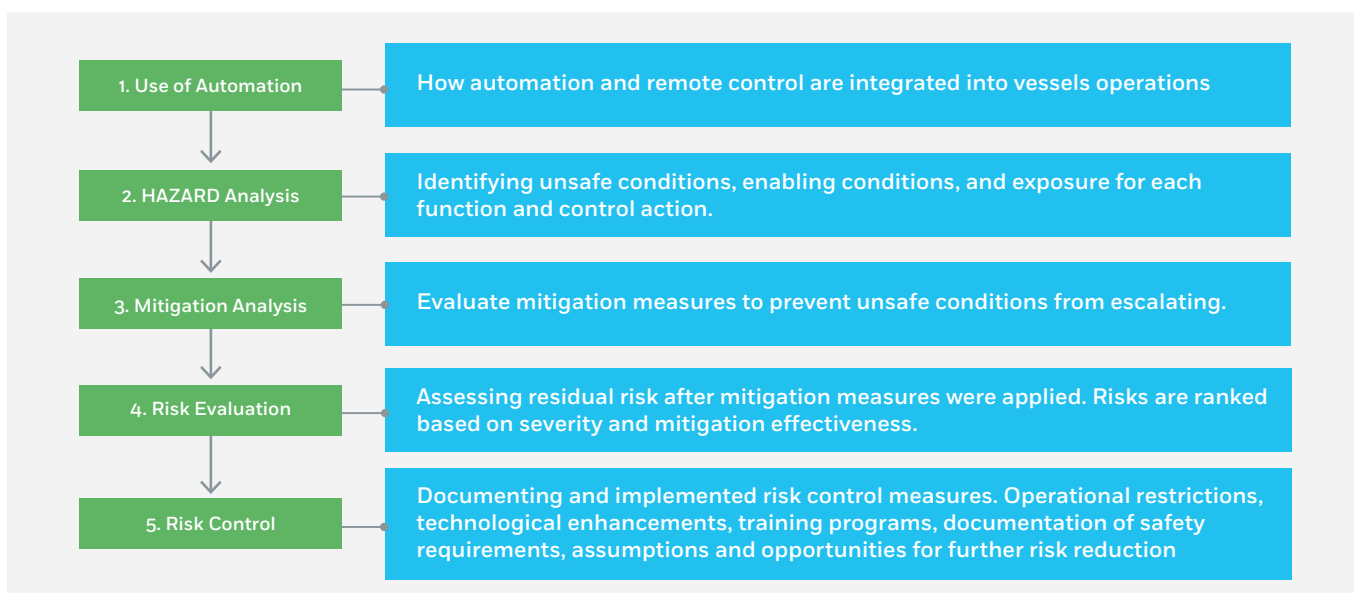 1. Use of Automation
How automation and remote control are integrated into vessels operations
2. HAZARD Analysis
Identifying unsafe conditions, enabling conditions, and exposure for each
function and control action.
3. Mitigation Analysis
Evaluate mitigation measures to prevent unsafe conditions from escalating.
4. Risk Evaluation
Assessing residual risk after mitigation measures were applied. Risks are ranked
based on severity and mitigation effectiveness.
5. Risk Control
Documenting and implemented risk control measures. Operational restrictions,
technological enhancements, training programs, documentation of safety
requirements, assumptions and opportunities for further risk reduction